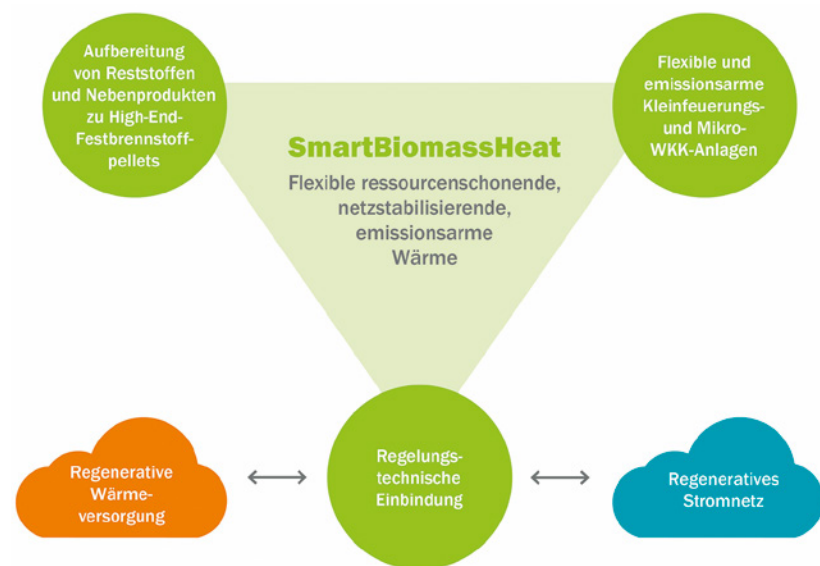 Aufbereitung
von Reststoffen
und Nebenprodukten
zu High-End-
Festbrennstoff-
pellets
Flexible und
emissionsarme
Kleinfeuerungs-
und Mikro-
WKK-Anlagen
SmartBiomassHeat
Flexible ressourcenschonende,
netzstabilisierende,
emissionsarme
Wärme
Regenerative
Wärme-
versorgung
Regelungs-
technische
Einbindung
Regeneratives
Stromnetz